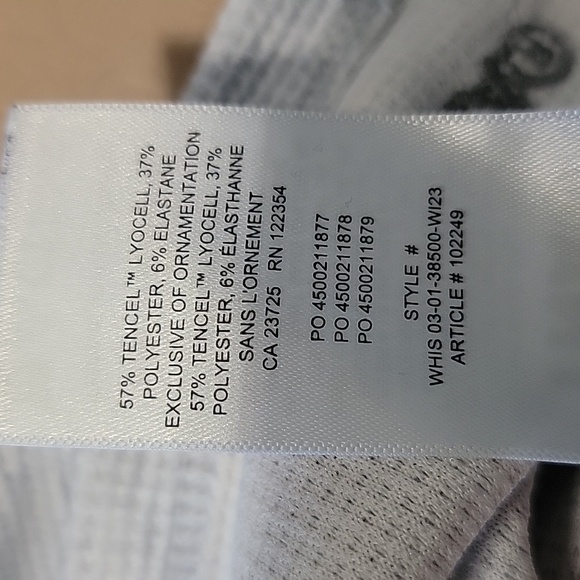 57% TENCEL™ LYOCELL, 37%
POLYESTER, 6% ELASTANE
EXCLUSIVE OF ORNAMENTATION
57% TENCEL™ LYOCELL, 37%
POLYESTER, 6% ÉLASTHANNE
SANS L'ORNEMENT
CA 23725 RN 122354
PO 4500211877
PO 4500211878
PO 4500211879
STYLE #
WHIS 03-01-38500-WI23
ARTICLE # 102249